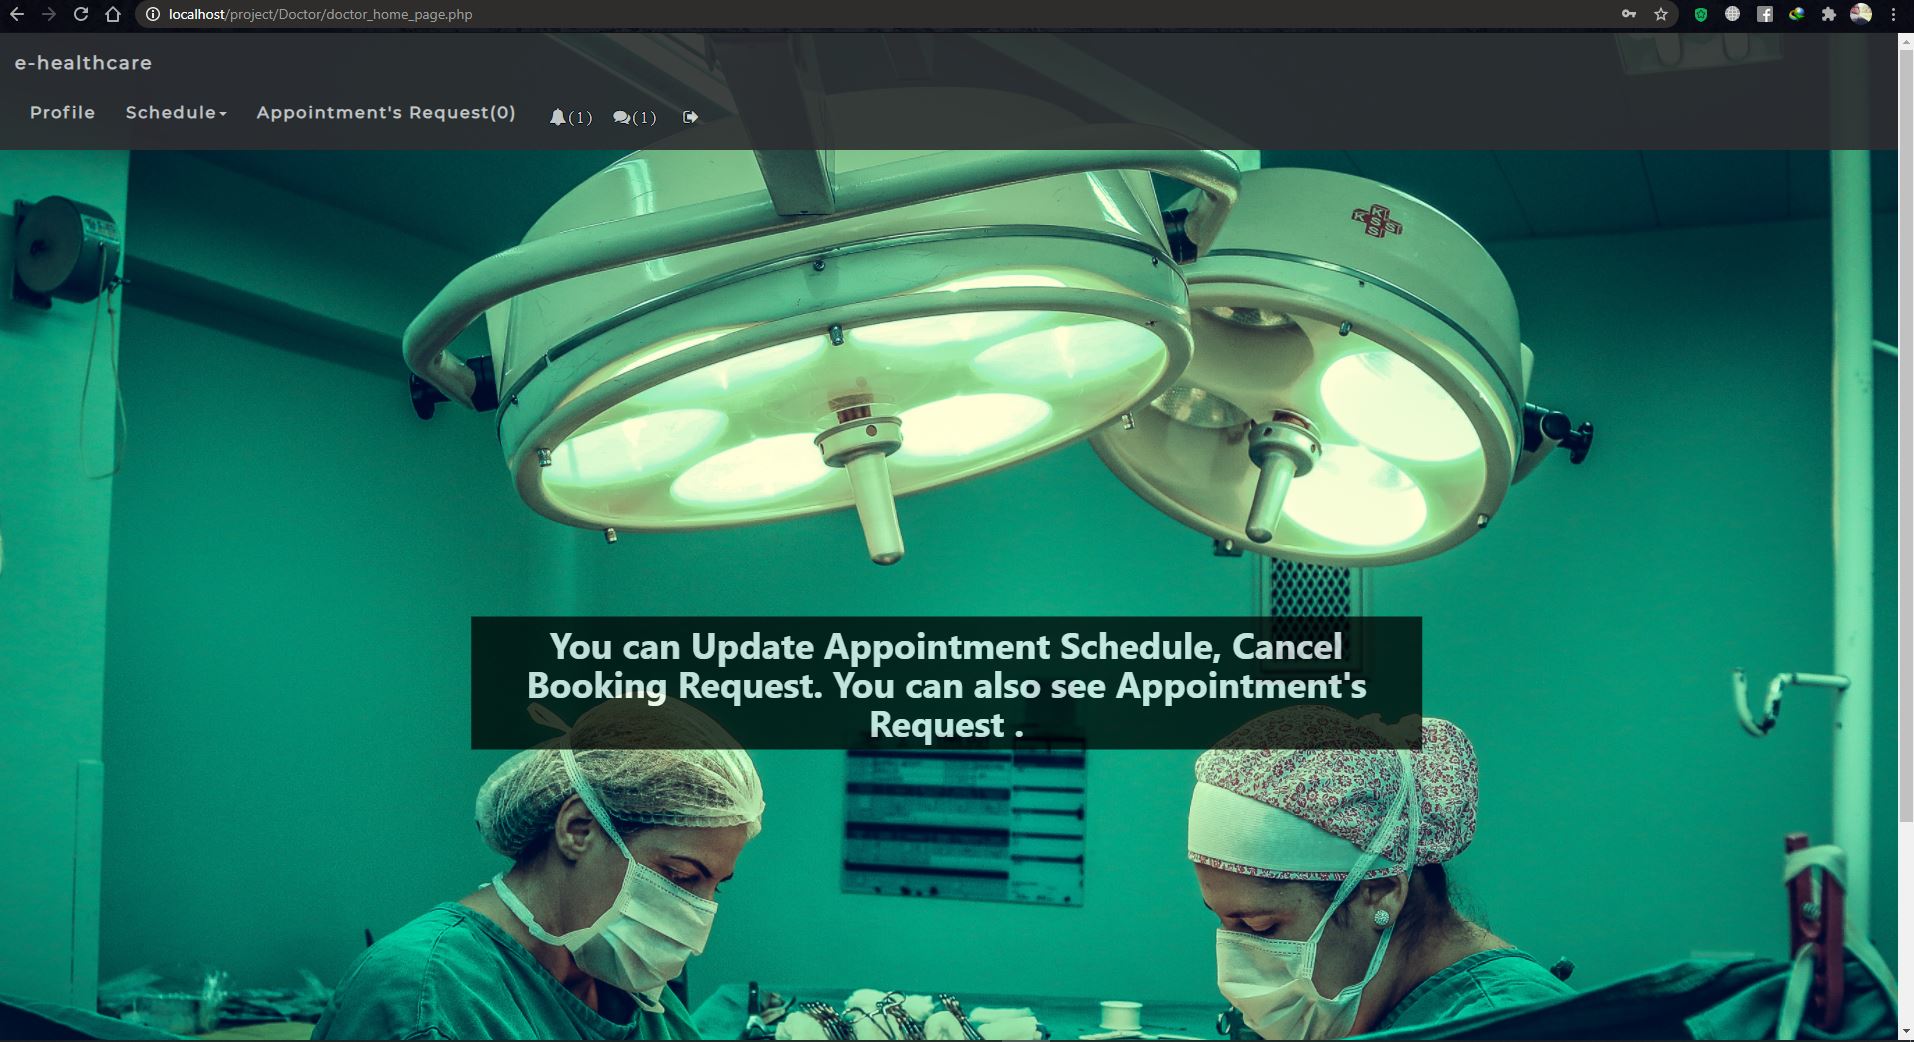 localhost/project/Doctor/doctor_home_page.php
e-healthcare
Profile Schedule Appointment's Request(0) (1) (1)
K
K S S
S
You can Update Appointment Schedule, Cancel
Booking Request. You can also see Appointment's
Request .